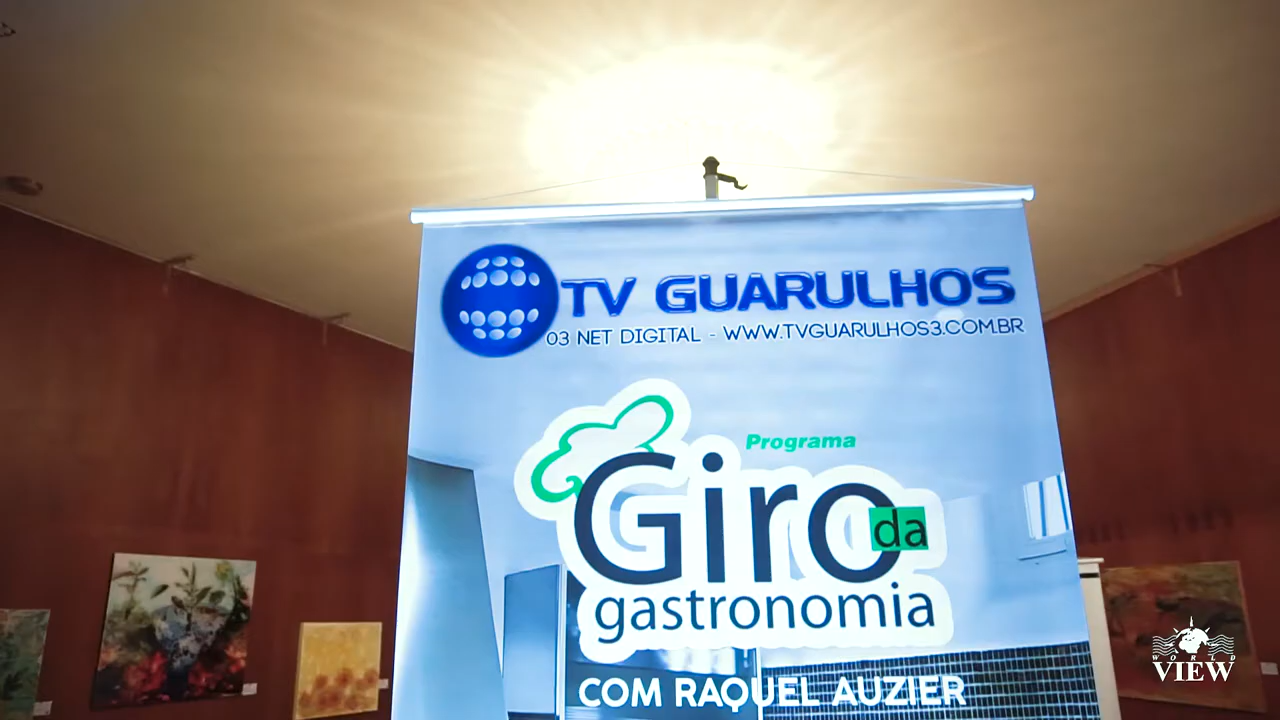 TV GUARULHOS
03 NET DIGITAL - WWW.TVGUARULHOS3.COM.BR
Programa
Giro da
gastronomia
COM RAQUEL AUZIER
WORLD
VIEW